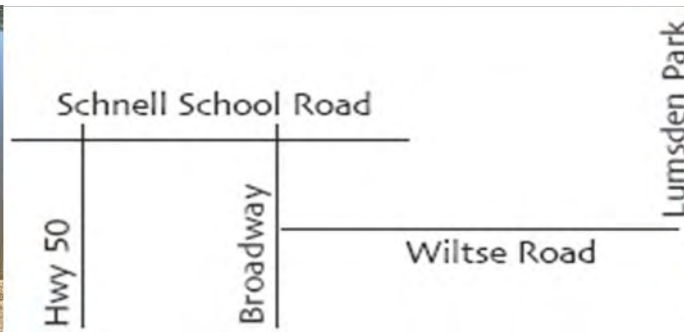 Schnell School Road
Hwy 50
Broadway
Wiltse Road
Lumsden Park